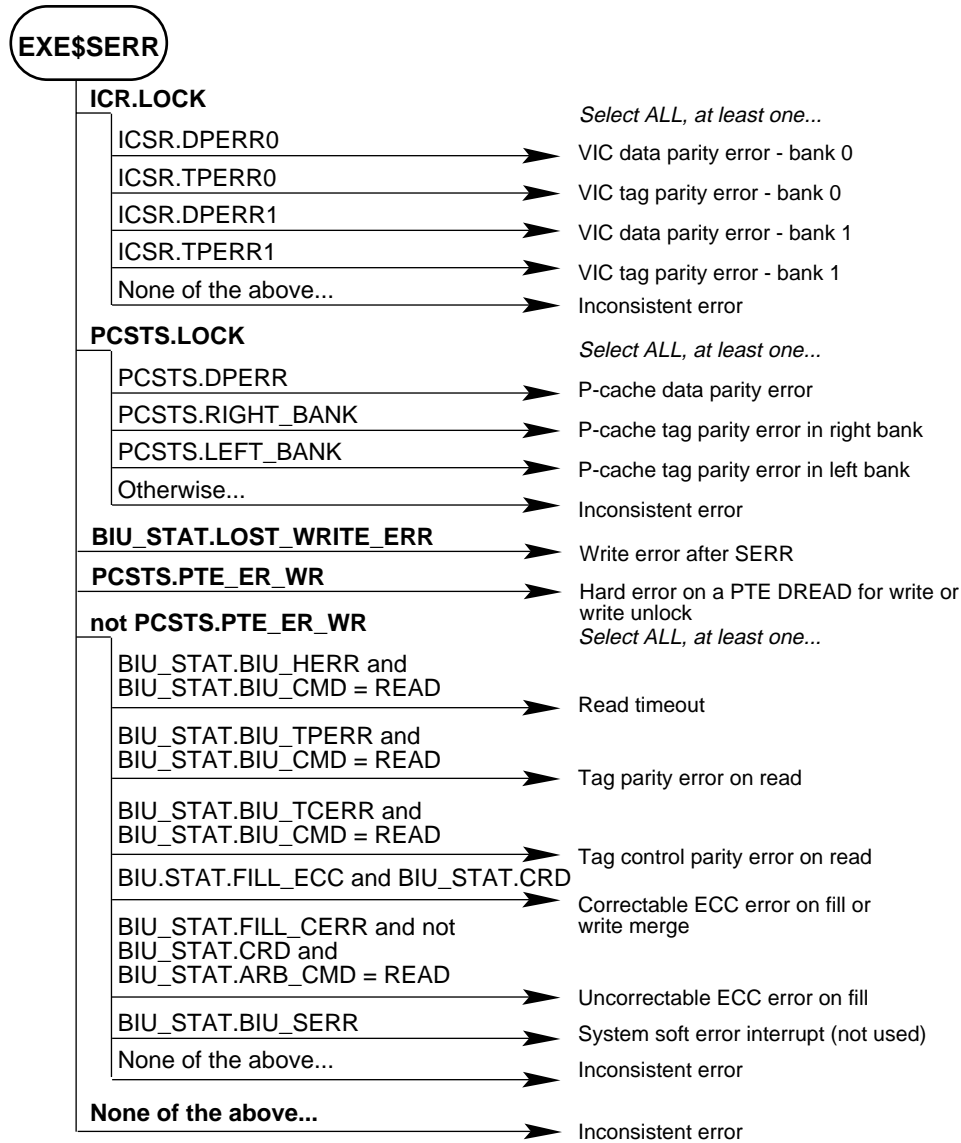 EXE$SERR
ICR.LOCK
Select ALL, at least one...
ICSR.DPERR0
VIC data parity error - bank 0
ICSR.TPERR0
VIC tag parity error - bank 0
ICSR.DPERR1
VIC data parity error - bank 1
ICSR.TPERR1
VIC tag parity error - bank 1
None of the above...
Inconsistent error
PCSTS.LOCK
Select ALL, at least one...
PCSTS.DPERR
P-cache data parity error
PCSTS.RIGHT_BANK
P-cache tag parity error in right bank
PCSTS.LEFT_BANK
P-cache tag parity error in left bank
Otherwise...
Inconsistent error
BIU_STAT.LOST_WRITE_ERR
Write error after SERR
PCSTS.PTE_ER_WR
Hard error on a PTE DREAD for write or
write unlock
not PCSTS.PTE_ER_WR
Select ALL, at least one...
BIU_STAT.BIU_HERR and
BIU_STAT.BIU_CMD = READ
Read timeout
BIU_STAT.BIU_TPERR and
BIU_STAT.BIU_CMD = READ
Tag parity error on read
BIU_STAT.BIU_TCERR and
BIU_STAT.BIU_CMD = READ
Tag control parity error on read
BIU.STAT.FILL_ECC and BIU_STAT.CRD
Correctable ECC error on fill or
write merge
BIU_STAT.FILL_CERR and not
BIU_STAT.CRD and
BIU_STAT.ARB_CMD = READ
Uncorrectable ECC error on fill
BIU_STAT.BIU_SERR
System soft error interrupt (not used)
None of the above...
Inconsistent error
None of the above...
Inconsistent error